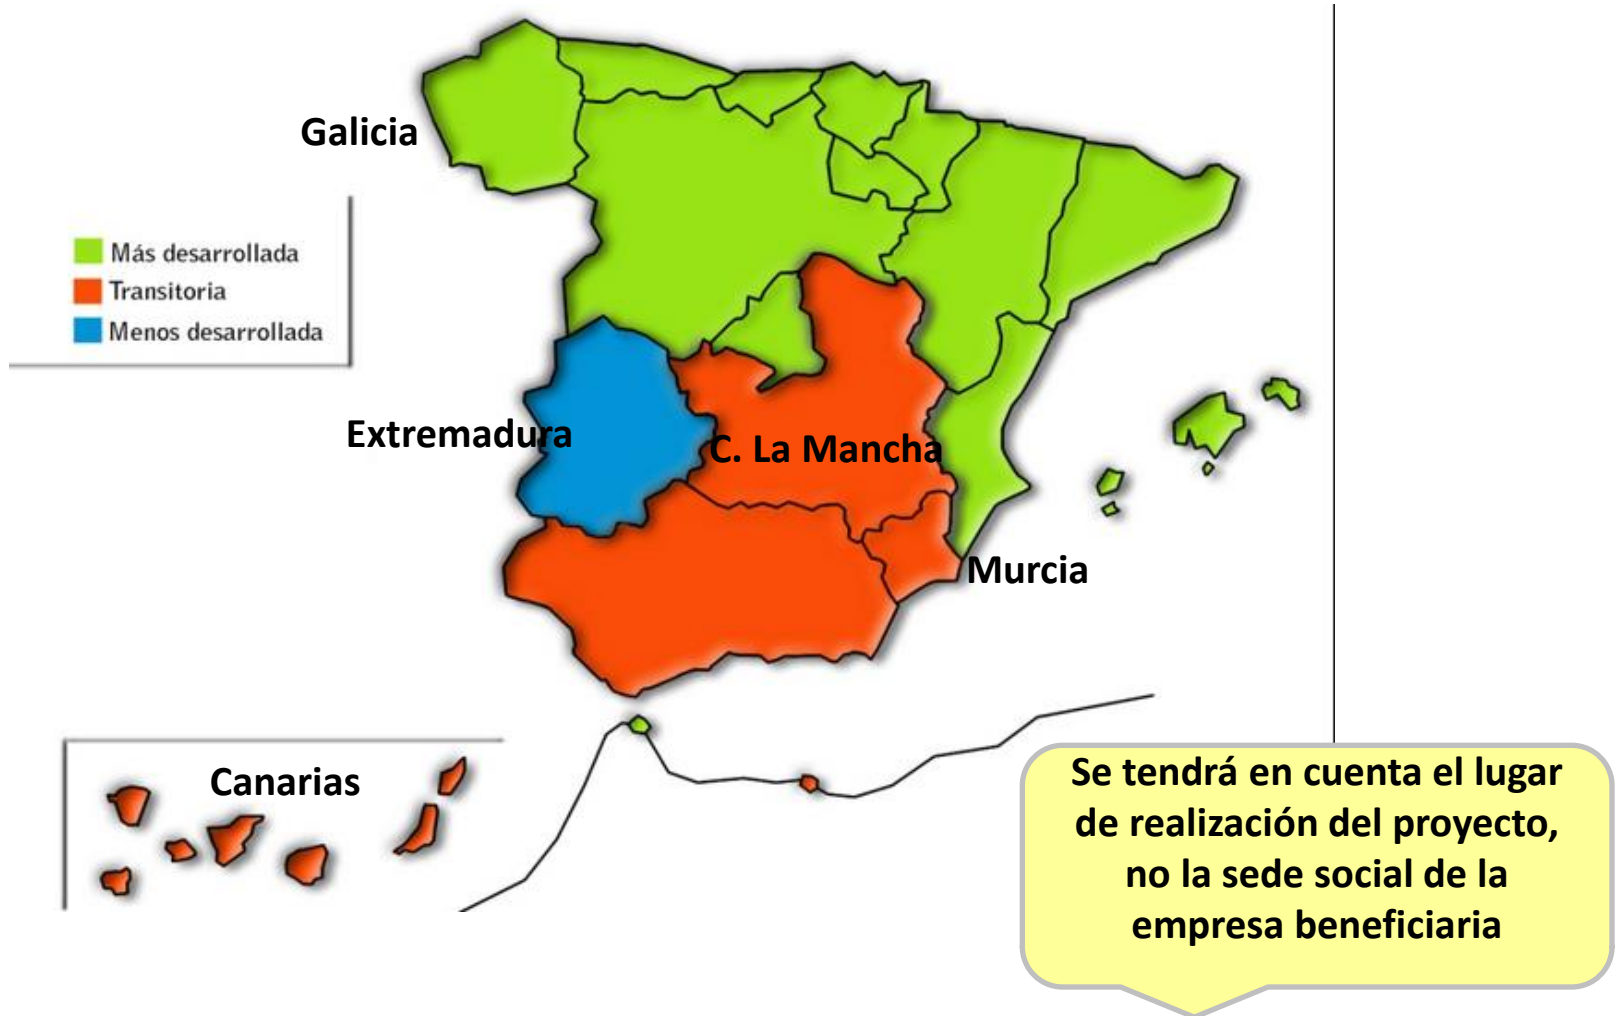 Galicia
Más desarrollada
Transitoria
Menos desarrollada
Extremadura
C. La Mancha
Murcia
Canarias
Se tendrá en cuenta el lugar
de realización del proyecto,
no la sede social de la
empresa beneficiaria